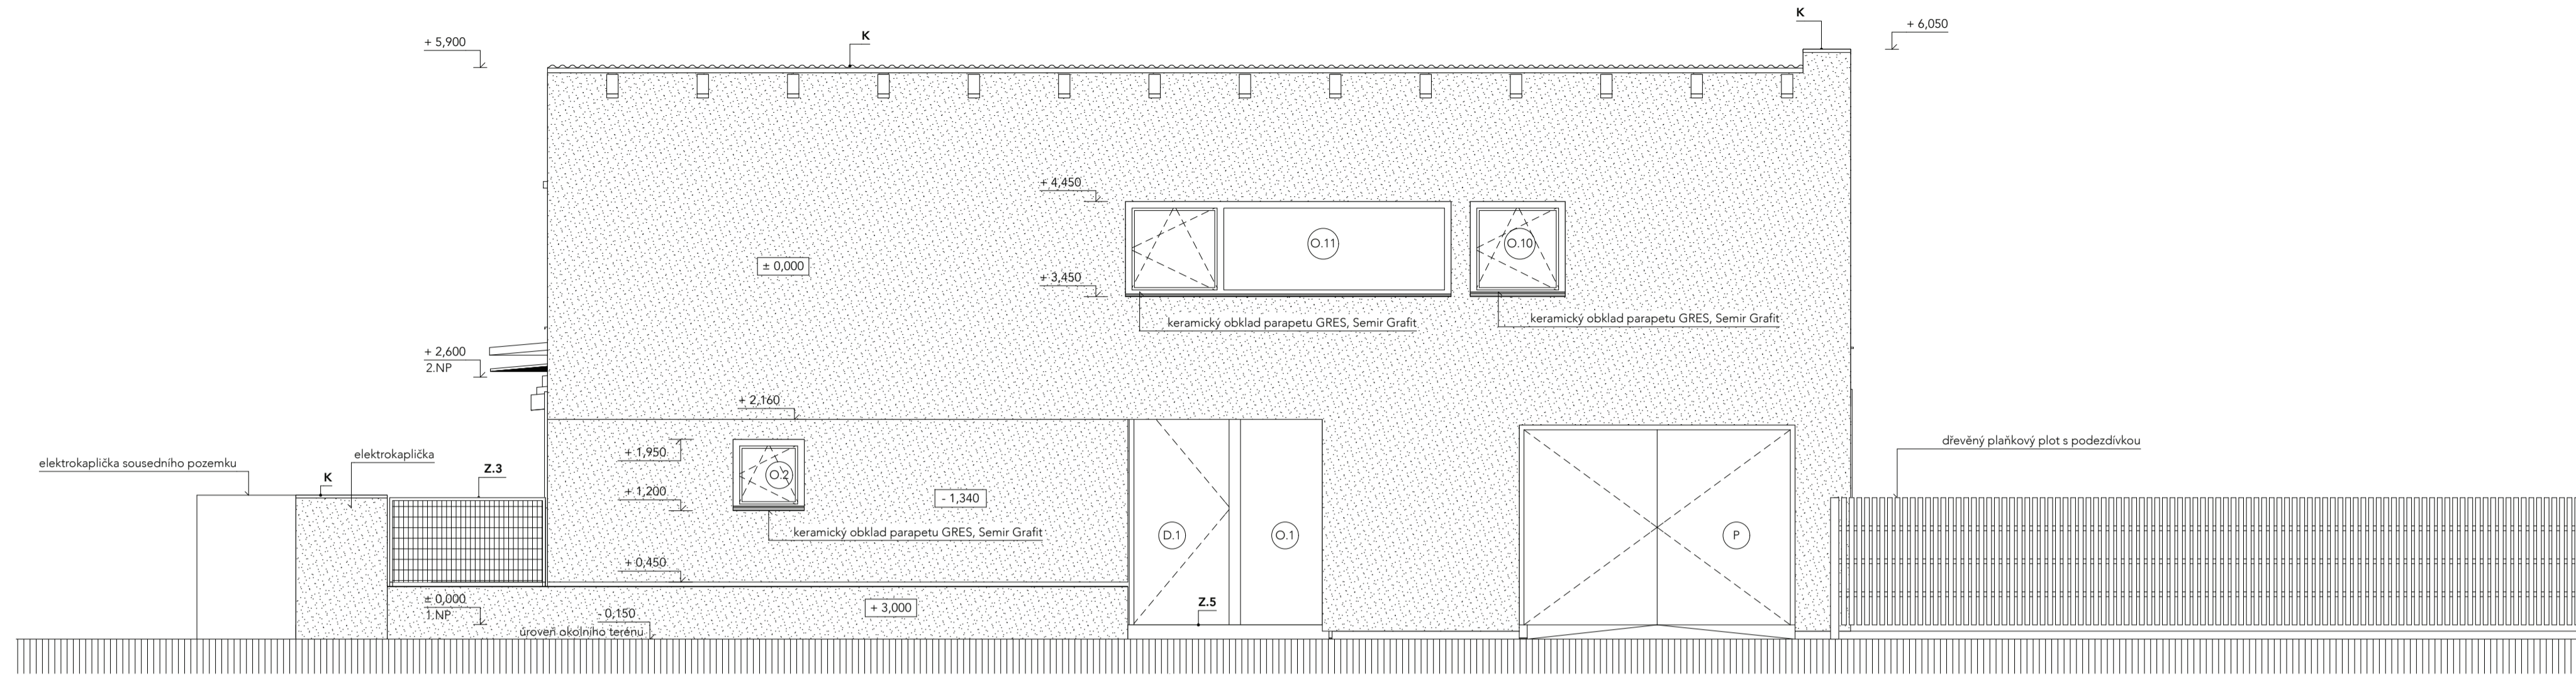 K
+ 6,050
K
+ 5,900
+ 4,450
O.11
O.10
± 0,000
+ 3,450
keramický obklad parapetu GRES, Semir Grafit
keramický obklad parapetu GRES, Semir Grafit
+ 2,600
2.NP
+ 2,160
dřevěný plaňkový plot s podezdívkou
+ 1,950
elektrokaplička
elektrokaplička sousedního pozemku
Z.3
K
O.2
+ 1,200
- 1,340
keramický obklad parapetu GRES, Semir Grafit
D.1
O.1
P
+ 0,450
± 0,000
1.NP
Z.5
+ 3,000
- 0,150
úroveň okolního terénu